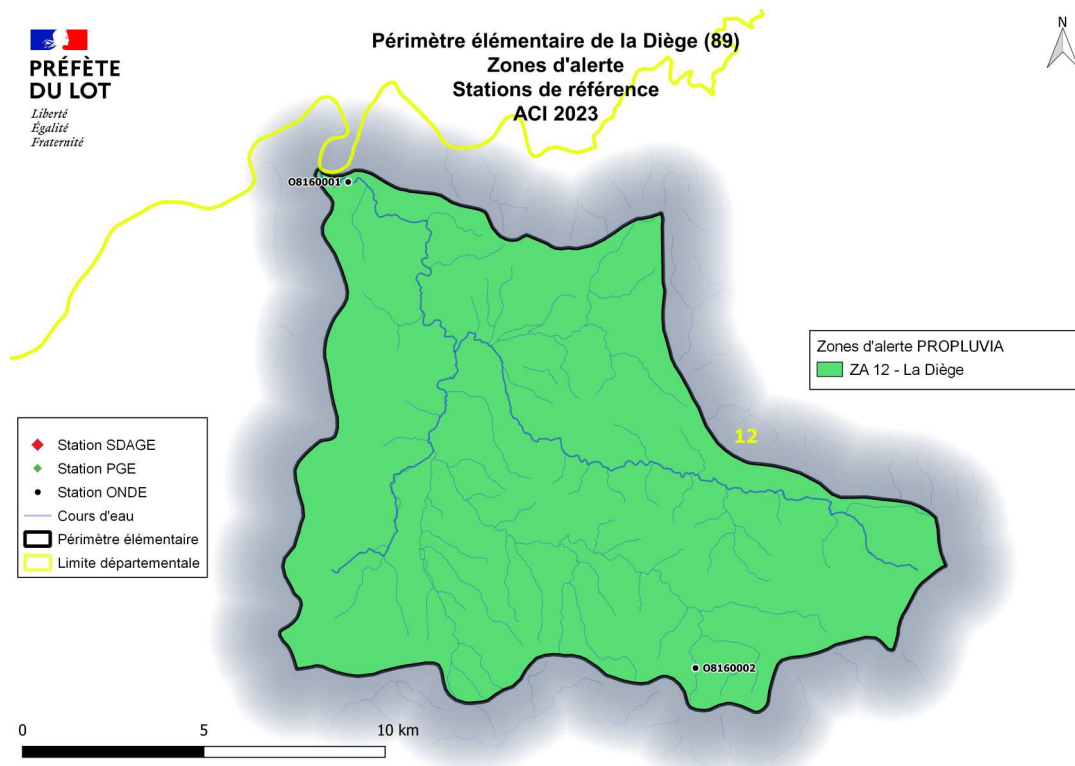 PRÉFÈTE
DU LOT
Liberté
Égalité
Fraternité
Périmètre élémentaire de la Diège (89)
Zones d'alerte
Stations de référence
ACI 2023
N
O8160001
Zones d'alerte PROPLUVIA
ZA 12 - La Diège
12
Station SDAGE
Station PGE
Station ONDE
Cours d'eau
Périmètre élémentaire
Limite départementale
O8160002
0 5 10 km